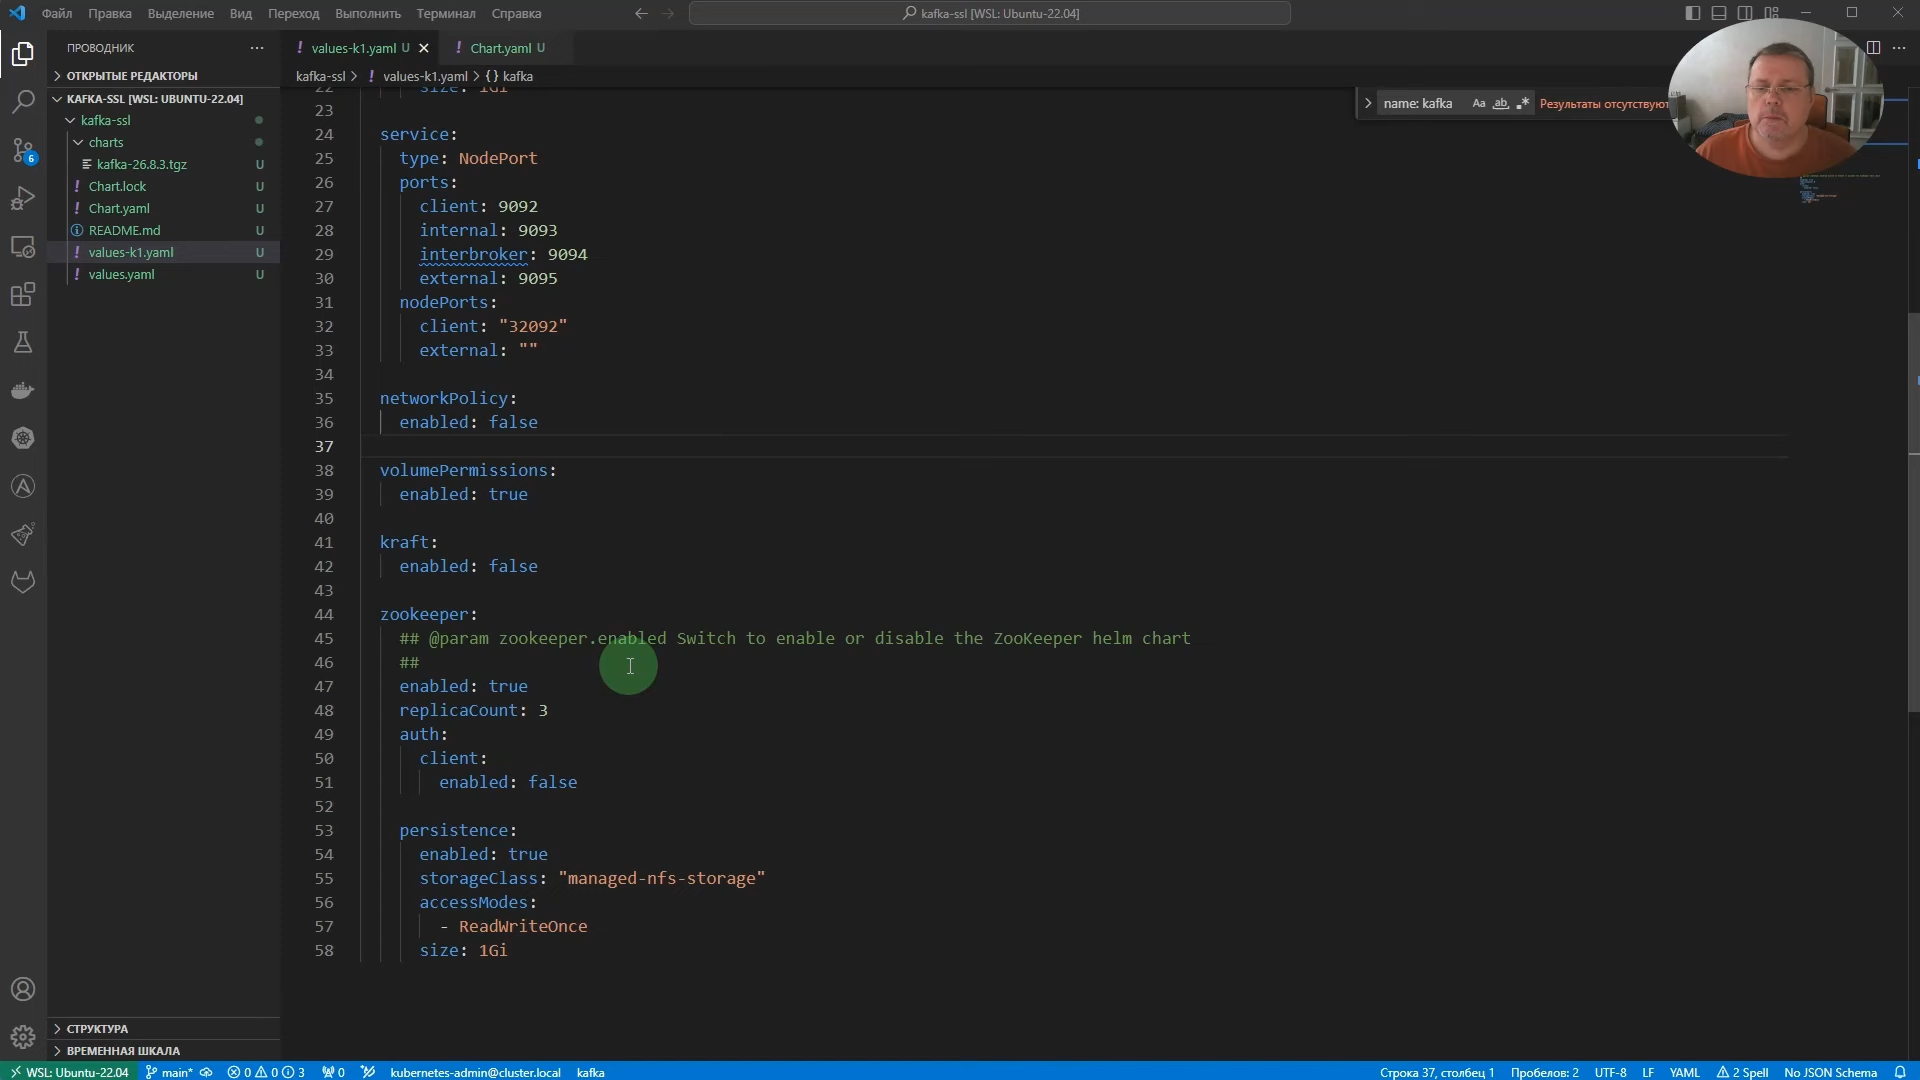 Файл Правка Выделение Вид Переход Выполнить Терминал Справка
kafka-ssl [WSL: Ubuntu-22.04]
ПРОВОДНИК
ОТКРЫТЫЕ РЕДАКТОРЫ
KAFKA-SSL [WSL: UBUNTU-22.04]
kafka-ssl
charts
kafka-26.8.3.tgz U
! Chart.lock U
! Chart.yaml U
README.md U
! values-k1.yaml U
! values.yaml U
СТРУКТУРА
ВРЕМЕННАЯ ШКАЛА
6
! values-k1.yaml U
! Chart.yaml U
kafka-ssl > ! values-k1.yaml > {} kafka
name: kafka Aa ab .* Результаты отсутствуют
22 size: 1Gi
23
24 service:
25 type: NodePort
26 ports:
27 client: 9092
28 internal: 9093
29 interbroker: 9094
30 external: 9095
31 nodePorts:
32 client: "32092"
33 external: ""
34
35 networkPolicy:
36 enabled: false
37
38 volumePermissions:
39 enabled: true
40
41 kraft:
42 enabled: false
43
44 zookeeper:
45 ## @param zookeeper.enabled Switch to enable or disable the ZooKeeper helm chart
46 ##
47 enabled: true
48 replicaCount: 3
49 auth:
50 client:
51 enabled: false
52
53 persistence:
54 enabled: true
55 storageClass: "managed-nfs-storage"
56 accessModes:
57 - ReadWriteOnce
58 size: 1Gi
WSL: Ubuntu-22.04 main* 0 0 3 0 kubernetes-admin@cluster.local kafka
Строка 37, столбец 1 Пробелов: 2 UTF-8 LF YAML 2 Spell No JSON Schema